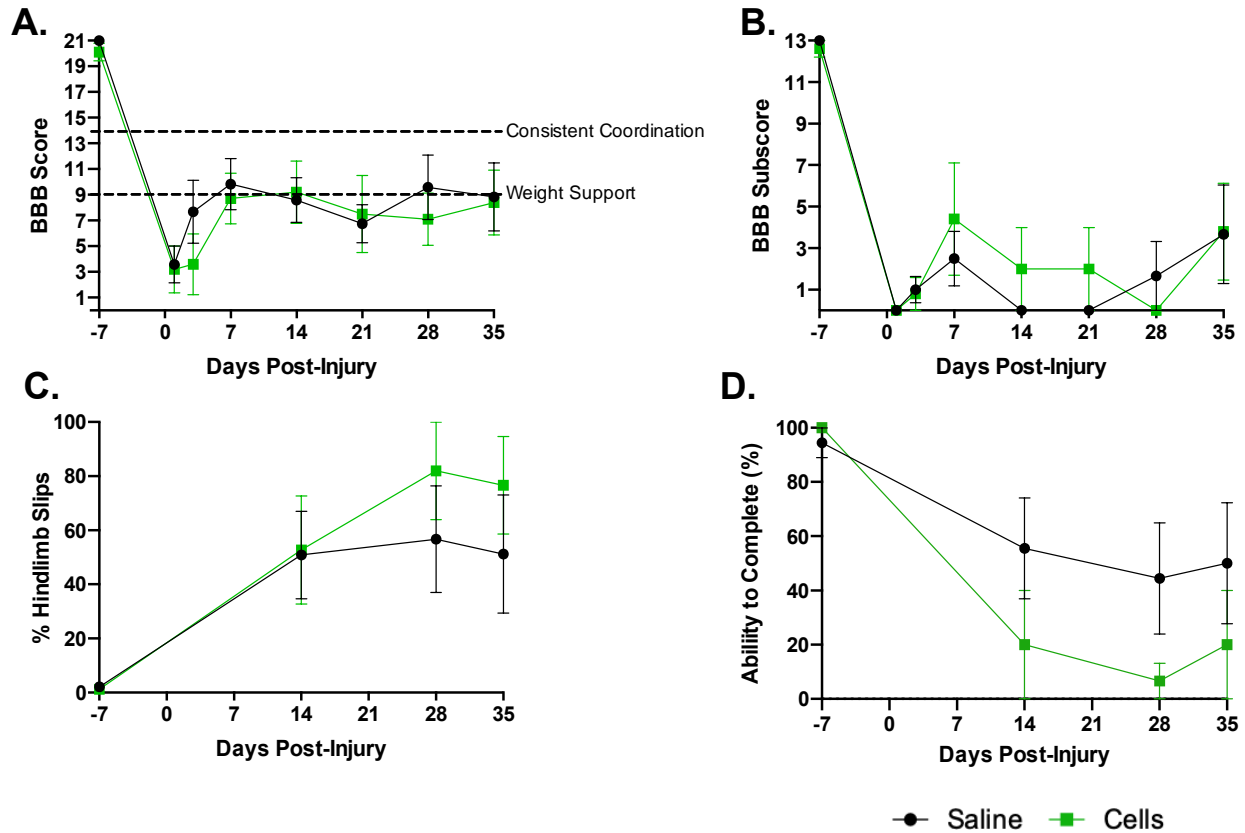 A.
BBB Score
21
19
17
15
13
11
9
7
5
3
1
Consistent Coordination
Weight Support
-7 0 7 14 21 28 35
Days Post-Injury
B.
BBB Subscore
13
11
9
7
5
3
1
-7 0 7 14 21 28 35
Days Post-Injury
C.
% Hindlimb Slips
100
80
60
40
20
0
-7 0 7 14 21 28 35
Days Post-Injury
D.
Abiliity to Complete (%)
100
80
60
40
20
0
-7 0 7 14 21 28 35
Days Post-Injury
Saline Cells